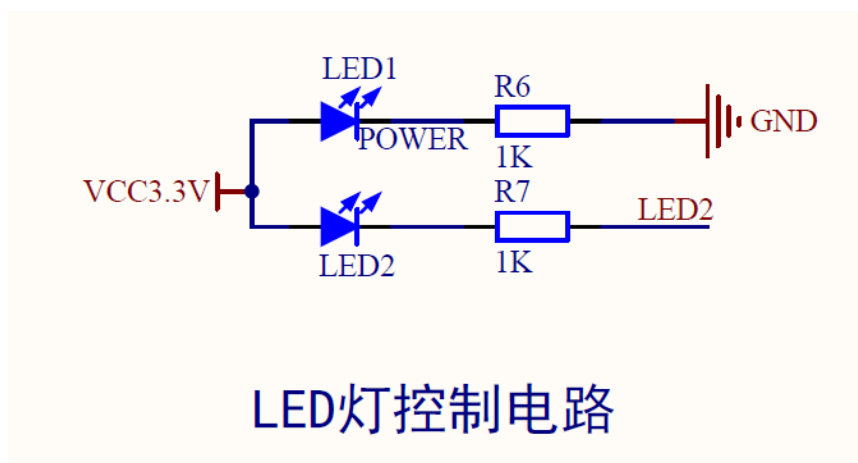 LED1
R6
POWER
GND
1K
VCC3.3V
R7
LED2
LED2
1K
LED灯控制电路